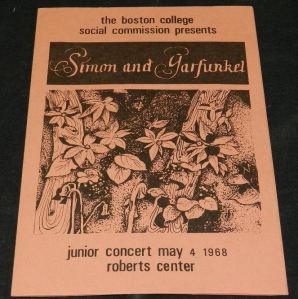 the boston college
social commission presents
Simon and Garfunkel
junior concert may 4 1968
roberts center